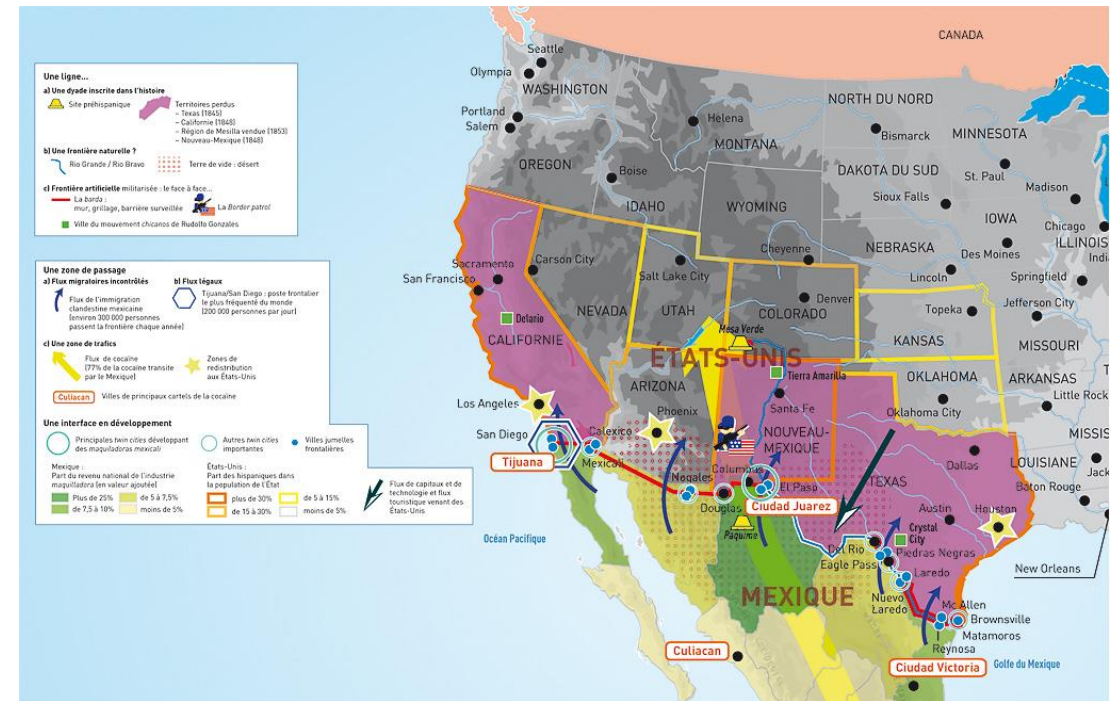 Une ligne...
a) Une dyade inscrite dans l'histoire
Site préhispanique
Territoires perdus
– Texas (1845)
– Californie (1848)
– Région de Mesilla vendue (1853)
– Nouveau-Mexique (1848)
b) Une frontière naturelle ?
Rio Grande / Rio Bravo
Terre de vide : désert
c) Frontière artificielle militarisée : le face à face...
La barda :
mur, grillage, barrière surveillée
La Border patrol
Ville du mouvement chicanos de Rudolfo Gonzales
Une zone de passage
a) Flux migratoires incontrôlés
Flux de l'immigration
clandestine mexicaine
(environ 300 000 personnes
passent la frontière chaque année)
b) Flux légaux
Tijuana/San Diego : poste frontalier
le plus fréquenté du monde
(200 000 personnes par jour)
c) Une zone de trafics
Flux de cocaïne
(77% de la cocaïne transite
par le Mexique)
Zones de
redistribution
aux États-Unis
Culiacan
Villes de principaux cartels de la cocaïne
Une interface en développement
Principales twin cities développant
des maquiladoras mexicali
Autres twin cities
importantes
Villes jumelles
frontalières
Mexique :
Part du revenu national de l'industrie
maquilladora (en valeur ajoutée)
Plus de 25%
de 7,5 à 18%
de 5 à 7,5%
moins de 5%
États-Unis :
Part des hispaniques dans
la population de l'État
plus de 30%
de 15 à 30%
de 5 à 15%
moins de 5%
Flux de capitaux et de
technologie et flux
touristique venant des
États-Unis
CANADA
Seattle
Olympia
WASHINGTON
Portland
Salem
OREGON
Helena
MONTANA
Boise
IDAHO
WYOMING
Cheyenne
NORTH DU NORD
Bismarck
DAKOTA DU SUD
Sioux Falls
MINNESOTA
St. Paul
Madison
IOWA
Des Moines
Chicago
ILLINOIS
India
Springfield
NEBRASKA
Lincoln
Sacramento
San Francisco
Carson City
NEVADA
Salt Lake City
UTAH
Denver
COLORADO
Topeka
KANSAS
Jefferson City
MISSOURI
Delario
CALIFORNIE
Mesa Verde
ÉTATS-UNIS
Tierra Amarilla
OKLAHOMA
Oklahoma City
ARKANSAS
Little Rock
ARIZONA
Phoenix
Santa Fe
NOUVEAU-
MEXIQUE
Los Angeles
San Diego
Calexico
Tijuana
Mexicali
Nogales
Douglas
Columbus
El Paso
Ciudad Juarez
Paquime
Dallas
TEXAS
Austin
Houston
MISSIS
Jack
LOUISIANE
Baton Rouge
New Orleans
Crystal
City
Del Rio
Piedras Negras
Eagle Pass
Laredo
Nuevo
Laredo
Mc Allen
Brownsville
Matamoros
Reynosa
Océan Pacifique
MEXIQUE
Culiacan
Ciudad Victoria
Golfe du Mexique